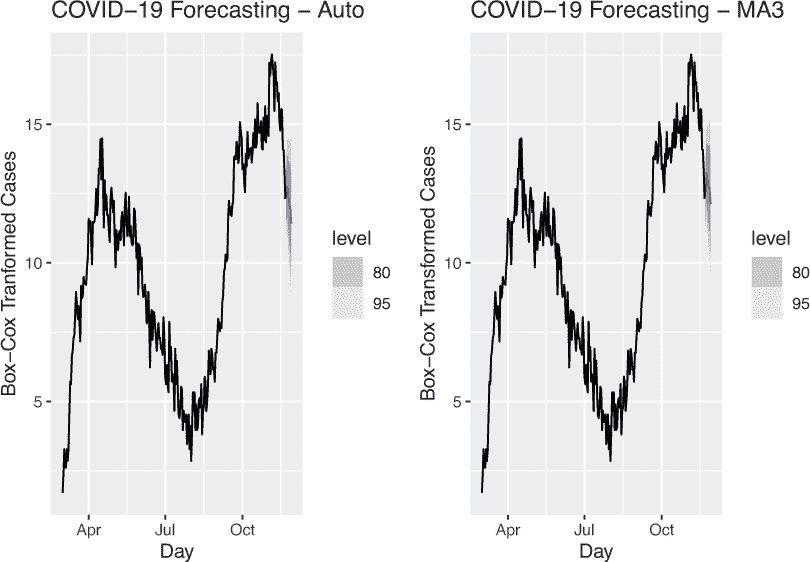 COVID−19 Forecasting − Auto
Box−Cox Tranformed Cases
15
10
5
Apr
Jul
Oct
Day
level
80
95
COVID−19 Forecasting − MA3
Box−Cox Transformed Cases
15
10
5
Apr
Jul
Oct
Day
level
80
95